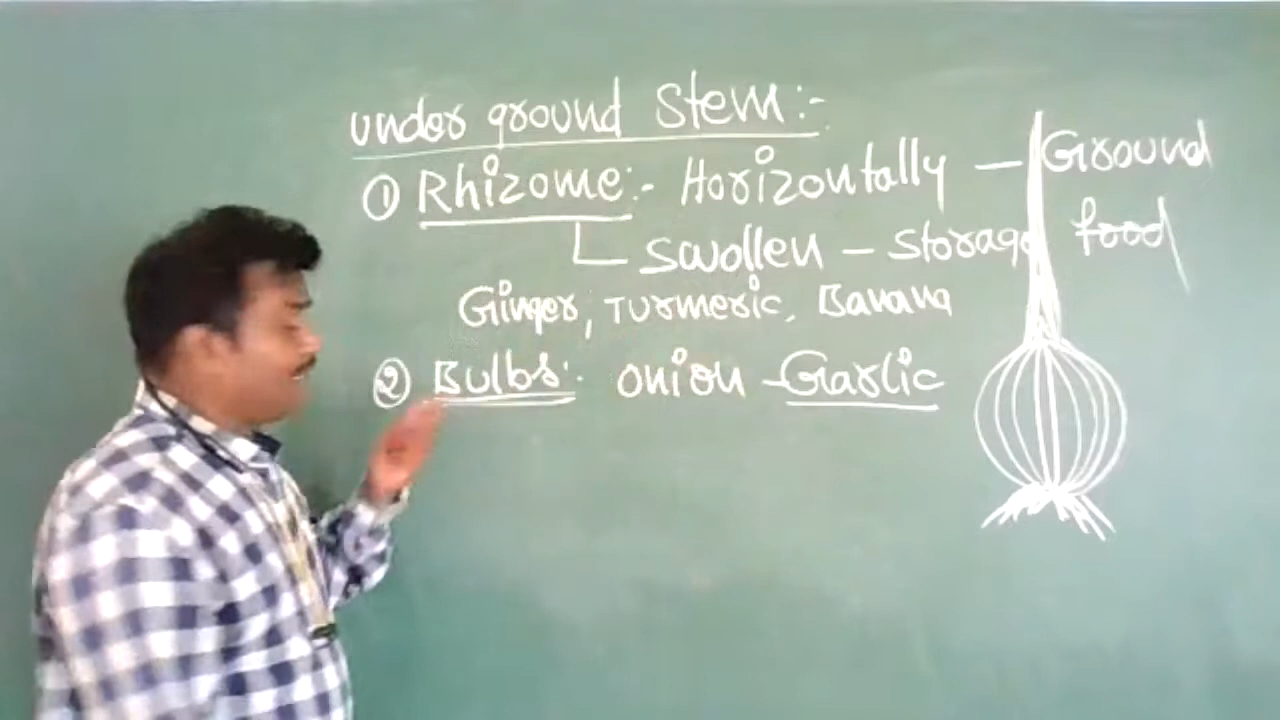 under ground Stem:-
① Rhizome:- Horizontally – Ground
Swollen – Storage food
Ginger, Turmeric, Banana
② Bulbs:- Onion – Garlic